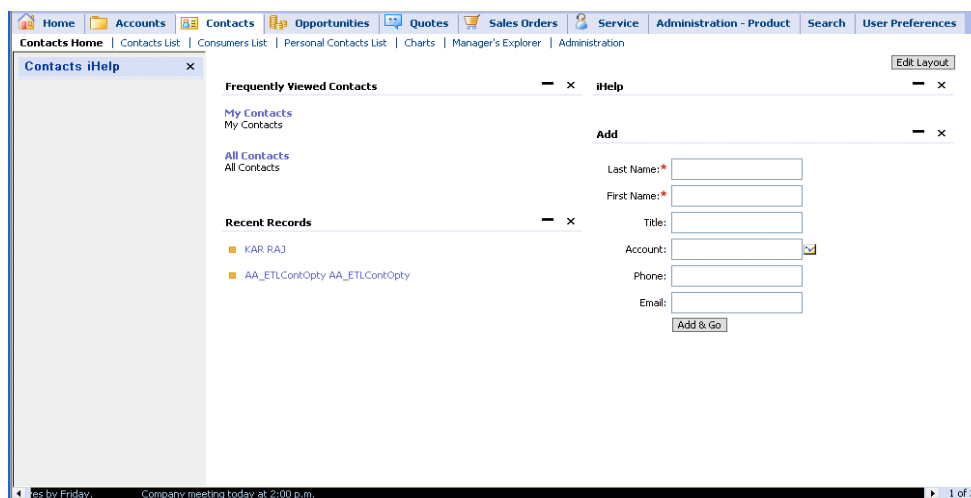 Home Accounts Contacts Opportunities Quotes Sales Orders Service Administration - Product Search User Preferences
Contacts Home | Contacts List | Consumers List | Personal Contacts List | Charts | Manager's Explorer | Administration
Contacts iHelp
Edit Layout
Frequently Viewed Contacts
My Contacts
My Contacts
All Contacts
All Contacts
Recent Records
KAR RAJ
AA_ETLContOpty AA_ETLContOpty
iHelp
Add
Last Name:*
First Name:*
Title:
Account:
Phone:
Email:
Add & Go
by Friday. Company meeting today at 2:00 p.m.
1 of